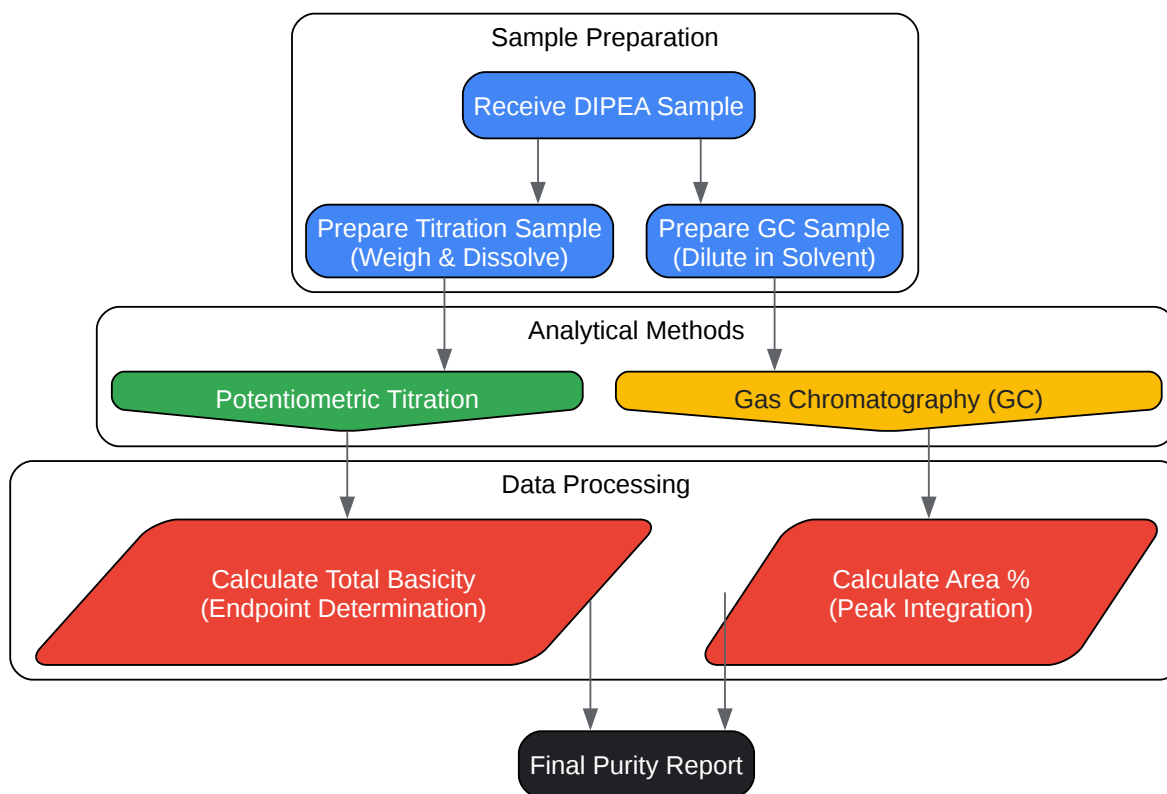 Sample Preparation
Receive DIPEA Sample
Prepare Titration Sample
(Weigh & Dissolve)
Prepare GC Sample
(Dilute in Solvent)
Analytical Methods
Potentiometric Titration
Gas Chromatography (GC)
Data Processing
Calculate Total Basicity
(Endpoint Determination)
Calculate Area %
(Peak Integration)
Final Purity Report